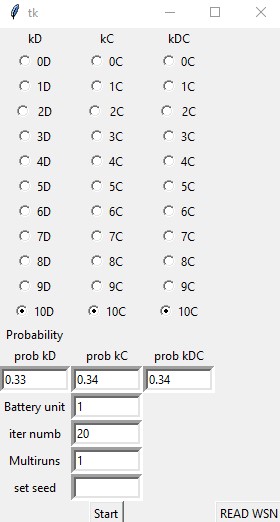 tk
kD kC kDC
0D 0C 0C
1D 1C 1C
2D 2C 2C
3D 3C 3C
4D 4C 4C
5D 5C 5C
6D 6C 6C
7D 7C 7C
8D 8C 8C
9D 9C 9C
10D 10C 10C
Probability
prob kD prob kC prob kDC
0.33 0.34 0.34
Battery unit 1
iter numb 20
Multiruns 1
set seed
Start READ WSN